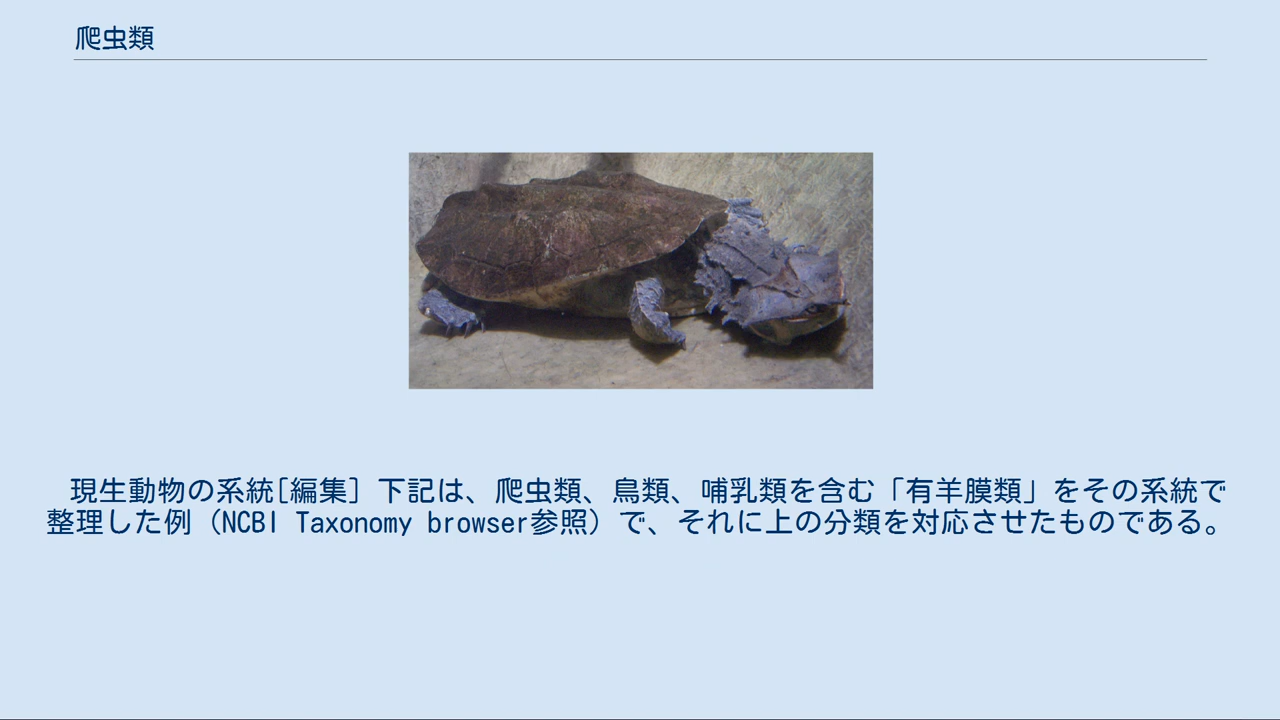 爬虫類
現生動物の系統[編集] 下記は、爬虫類、鳥類、哺乳類を含む「有羊膜類」をその系統で
整理した例（NCBI Taxonomy browser参照）で、それに上の分類を対応させたものである。